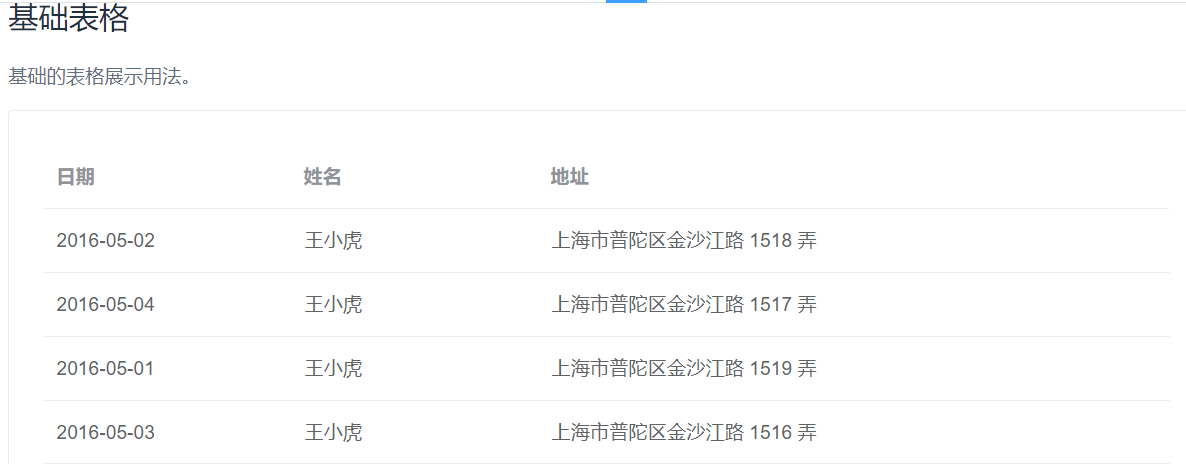 基础表格
基础的表格展示用法。
日期 姓名 地址
2016-05-02 王小虎 上海市普陀区金沙江路 1518 弄
2016-05-04 王小虎 上海市普陀区金沙江路 1517 弄
2016-05-01 王小虎 上海市普陀区金沙江路 1519 弄
2016-05-03 王小虎 上海市普陀区金沙江路 1516 弄